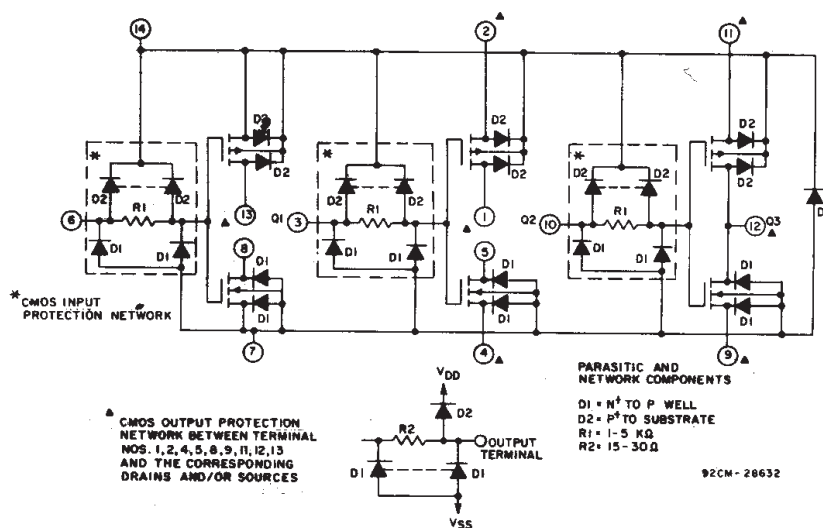 14
2▲
11▲
D2
D2
D2
*
*
*
D2
D2
D2
D2
D2
D2
D2
D2
D2
6
R1
13
Q1
3
R1
1
Q2
10
R1
12
Q3
▲
▲
▲
D
D1
D1
8
D1
D1
5
D1
D1
D1
D1
D1
D1
D1
D1
7
4▲
9▲
*CMOS INPUT
PROTECTION NETWORK
▲ CMOS OUTPUT PROTECTION
NETWORK BETWEEN TERMINAL
NOS. 1,2,4,5,8,9,11,12,13
AND THE CORRESPONDING
DRAINS AND/OR SOURCES
VDD
D2
R2
OUTPUT
TERMINAL
D1
D1
VSS
PARASITIC AND
NETWORK COMPONENTS
D1 = N+ TO P WELL
D2 = P+ TO SUBSTRATE
R1 = 1-5 KΩ
R2 = 15-30Ω
92CM-28632